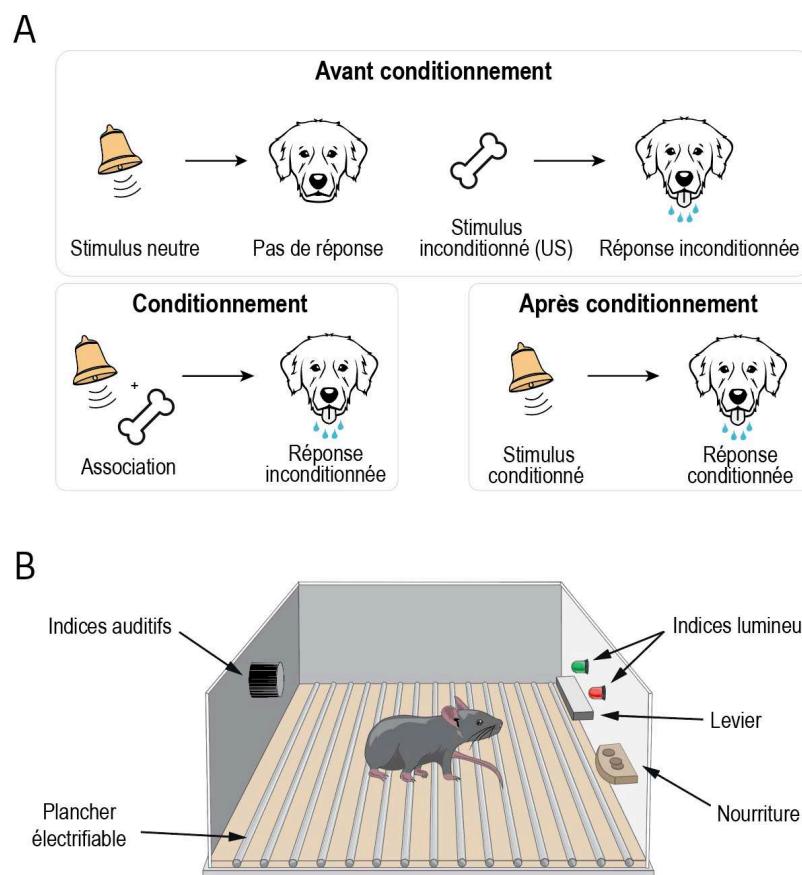 A
Avant conditionnement
Stimulus neutre
Pas de réponse
Stimulus
inconditionné (US)
Réponse inconditionnée
Conditionnement
+
Association
Réponse
inconditionnée
Après conditionnement
Stimulus
conditionné
Réponse
conditionnée
B
Indices auditifs
Indices lumineu
Levier
Nourriture
Plancher
électrifiable